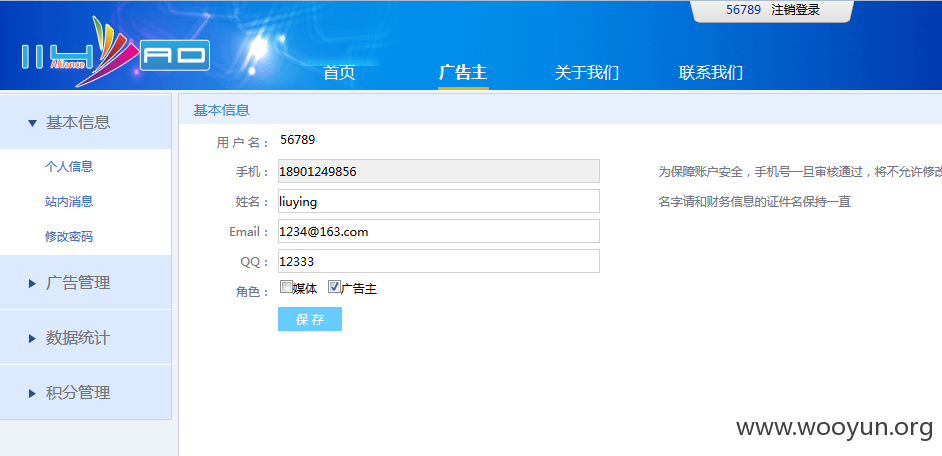 56789 注销登录
114 Alliance AD
首页 广告主 关于我们 联系我们
基本信息
个人信息
站内消息
修改密码
广告管理
数据统计
积分管理
基本信息
用户名： 56789
手机： 18901249856 为保障账户安全，手机号一旦审核通过，将不允许修改
姓名： liuying 名字请和财务信息的证件名保持一直
Email： 1234@163.com
QQ： 12333
角色： 媒体 广告主
保存
www.wooyun.org